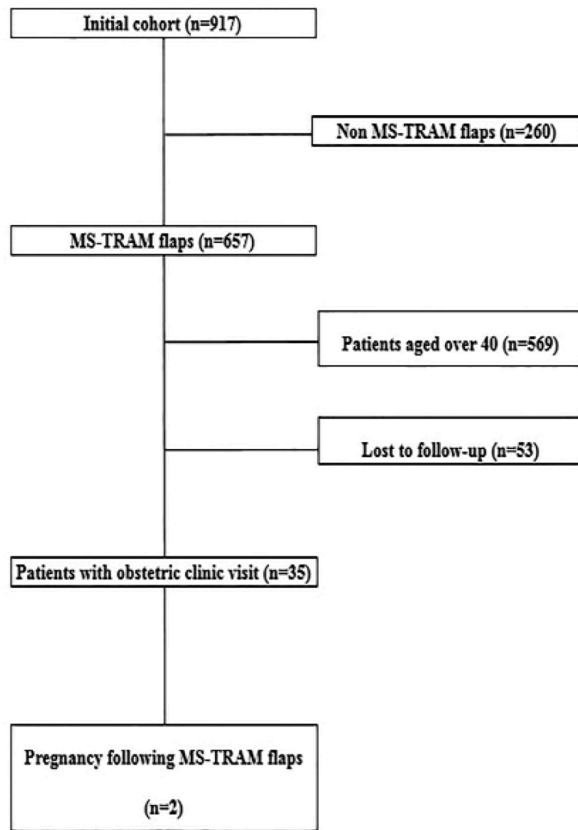 Initial cohort (n=917)
Non MS-TRAM flaps (n=260)
MS-TRAM flaps (n=657)
Patients aged over 40 (n=569)
Lost to follow-up (n=53)
Patients with obstetric clinic visit (n=35)
Pregnancy following MS-TRAM flaps
(n=2)